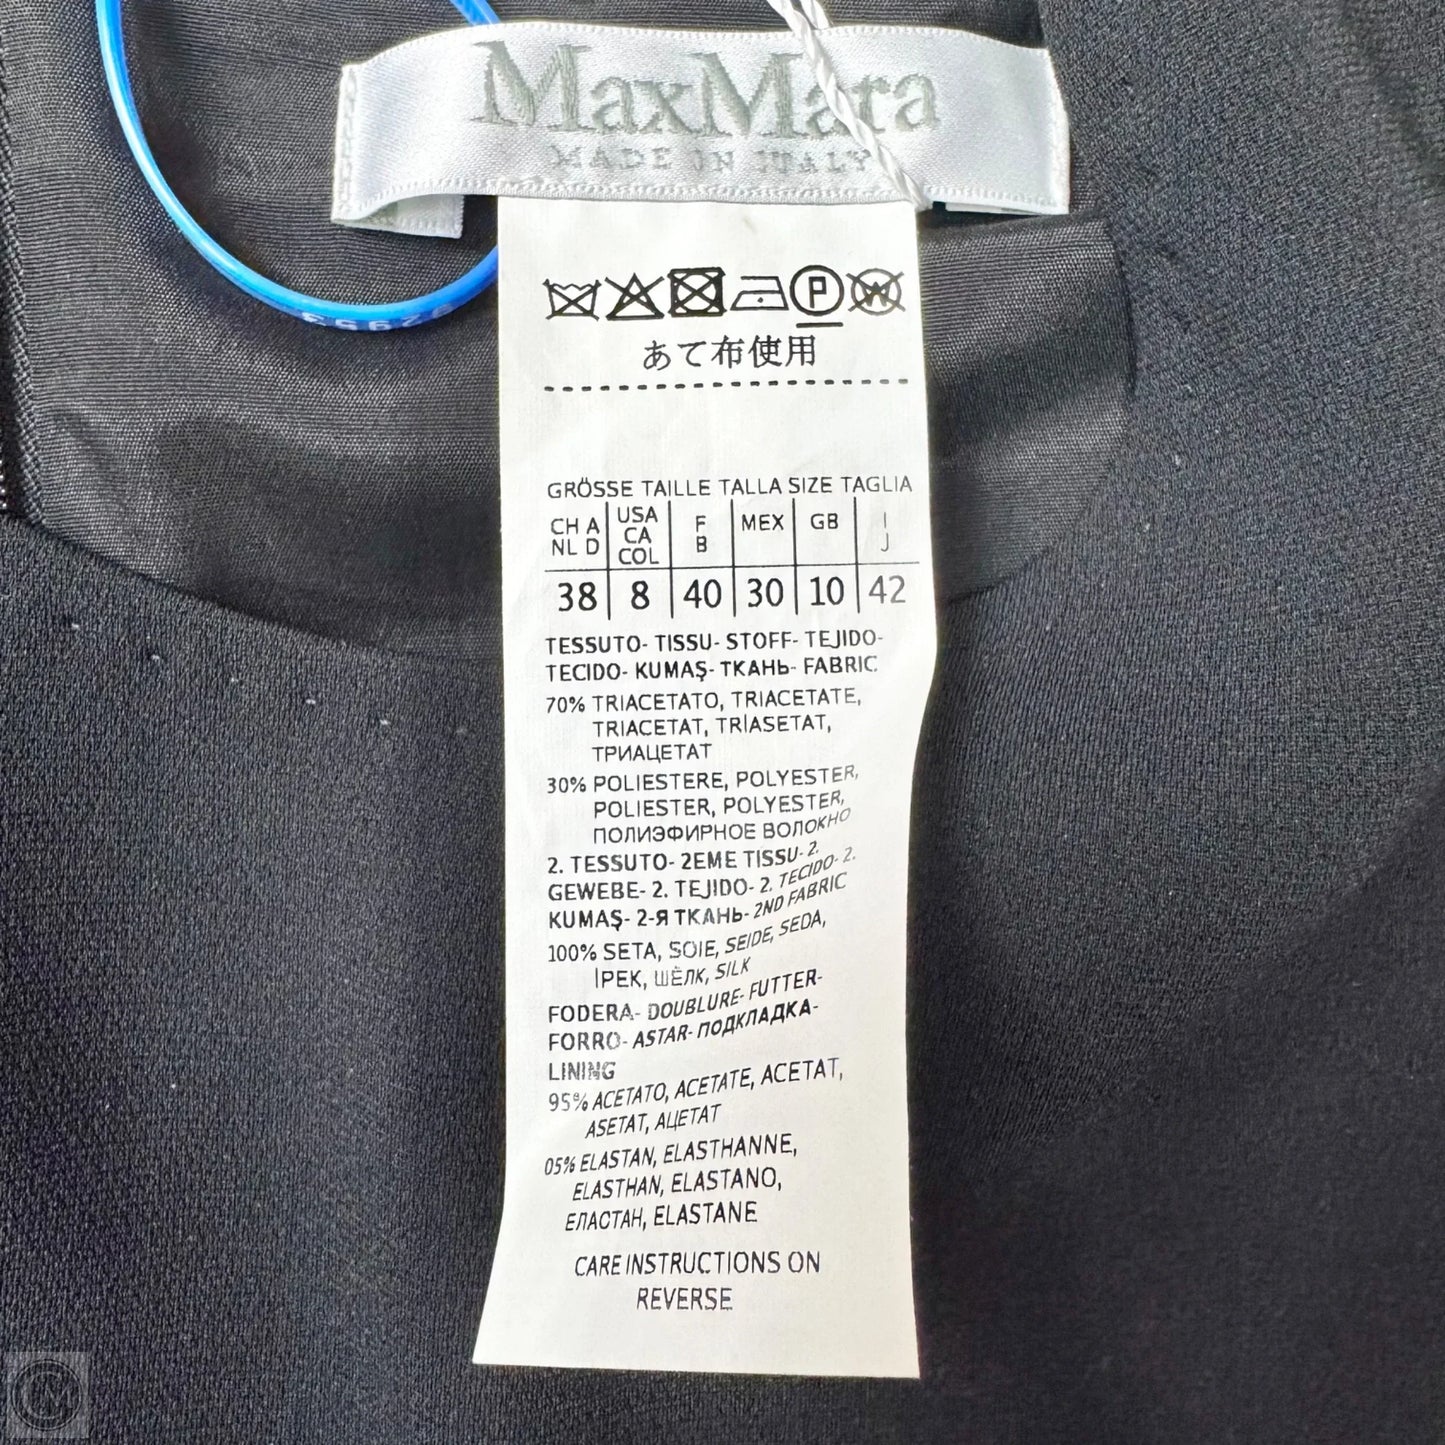 MaxMara
MADE IN ITALY
P W
あて布使用
GRÖSSE TAILLE TALLA SIZE TAGLIA
CH A NL D USA CA COL F B MEX GB I J
38 8 40 30 10 42
TESSUTO- TISSU- STOFF- TEJIDO-
TECIDO- KUMAŞ- ТКАНЬ- FABRIC
70% TRIACETATO, TRIACETATE,
TRIACETAT, TRIASETAT,
ТРИАЦЕТАТ
30% POLIESTERE, POLYESTER,
POLIESTER, POLYESTER,
ПОЛИЭФИРНОЕ ВОЛОКНО
2. TESSUTO- 2EME TISSU- 2.
GEWEBE- 2. TEJIDO- 2. TECIDO- 2.
KUMAŞ- 2-Я ТКАНЬ- 2ND FABRIC
100% SETA, SOIE, SEIDE, SEDA,
İPEK, ШЁЛК, SILK
FODERA- DOUBLURE- FUTTER-
FORRO- ASTAR- ПОДКЛАДКА-
LINING
95% ACETATO, ACETATE, ACETAT,
ASETAT, АЦЕТАТ
05% ELASTAN, ELASTHANNE,
ELASTHAN, ELASTANO,
ЕЛАСТАН, ELASTANE
CARE INSTRUCTIONS ON
REVERSE